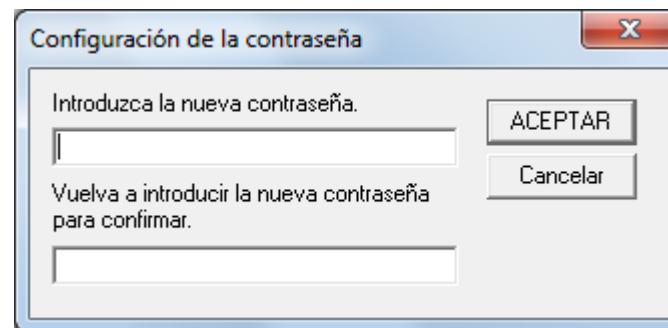 Configuración de la contraseña
Introduzca la nueva contraseña.
ACEPTAR
Cancelar
Vuelva a introducir la nueva contraseña
para confirmar.